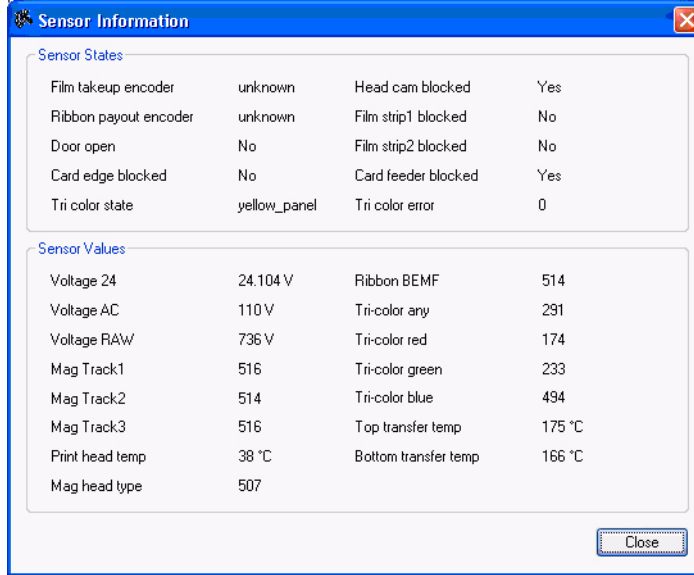 Sensor Information
Sensor States
Film takeup encoder unknown Head cam blocked Yes
Ribbon payout encoder unknown Film strip1 blocked No
Door open No Film strip2 blocked No
Card edge blocked No Card feeder blocked Yes
Tri color state yellow_panel Tri color error 0
Sensor Values
Voltage 24 24.104 V Ribbon BEMF 514
Voltage AC 110 V Tri-color any 291
Voltage RAW 736 V Tri-color red 174
Mag Track1 516 Tri-color green 233
Mag Track2 514 Tri-color blue 494
Mag Track3 516 Top transfer temp 175 °C
Print head temp 38 °C Bottom transfer temp 166 °C
Mag head type 507
Close